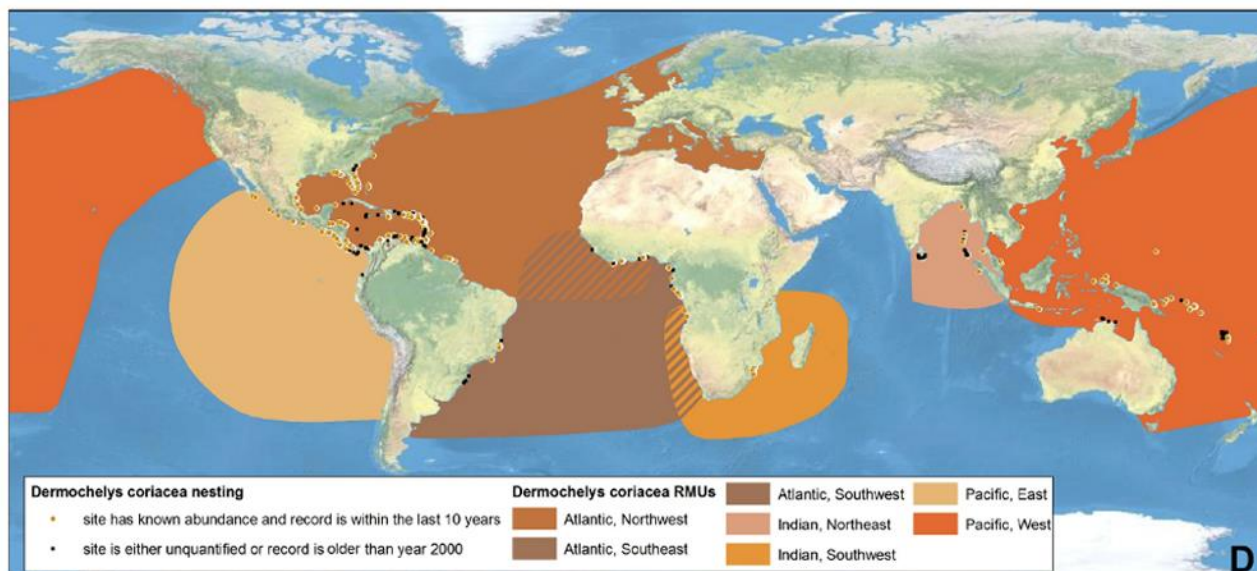 Dermochelys coriacea nesting
site has known abundance and record is within the last 10 years
site is either unquantified or record is older than year 2000
Dermochelys coriacea RMUs
Atlantic, Northwest
Atlantic, Southeast
Atlantic, Southwest
Indian, Northeast
Indian, Southwest
Pacific, East
Pacific, West
D